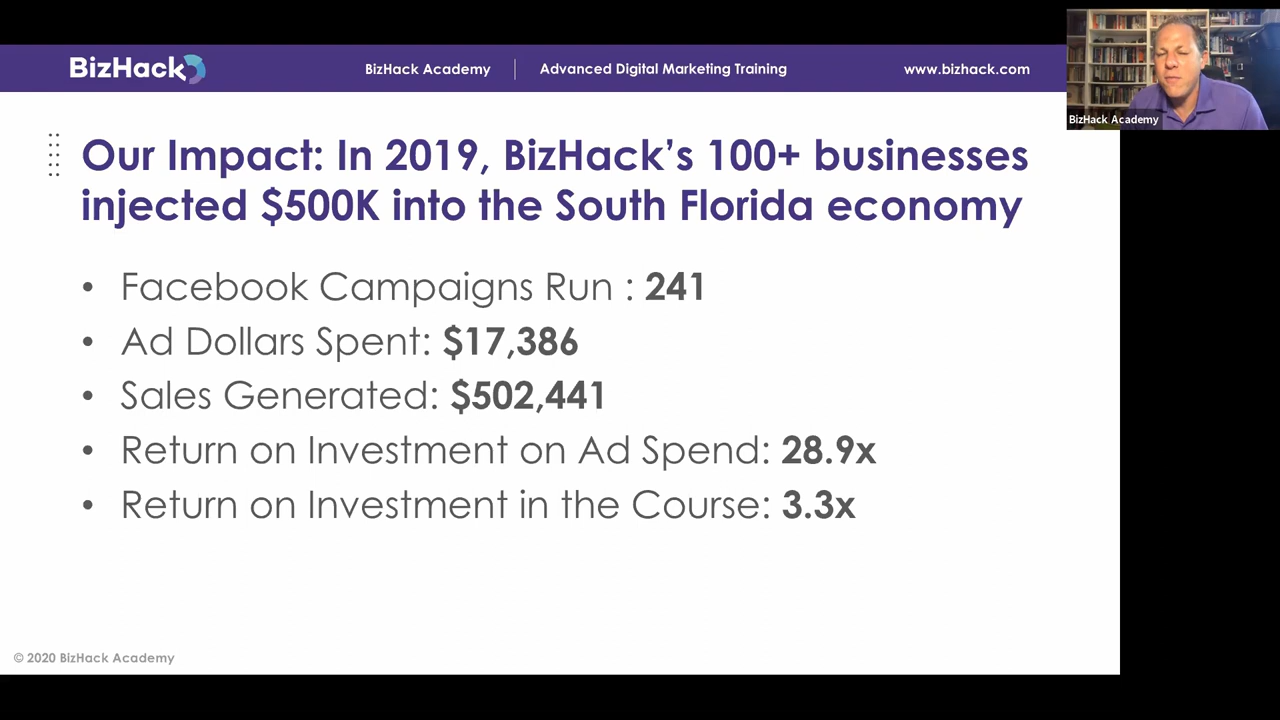 BizHack
BizHack Academy
Advanced Digital Marketing Training
www.bizhack.com
BizHack Academy
Our Impact: In 2019, BizHack’s 100+ businesses
injected $500K into the South Florida economy
• Facebook Campaigns Run : 241
• Ad Dollars Spent: $17,386
• Sales Generated: $502,441
• Return on Investment on Ad Spend: 28.9x
• Return on Investment in the Course: 3.3x
© 2020 BizHack Academy